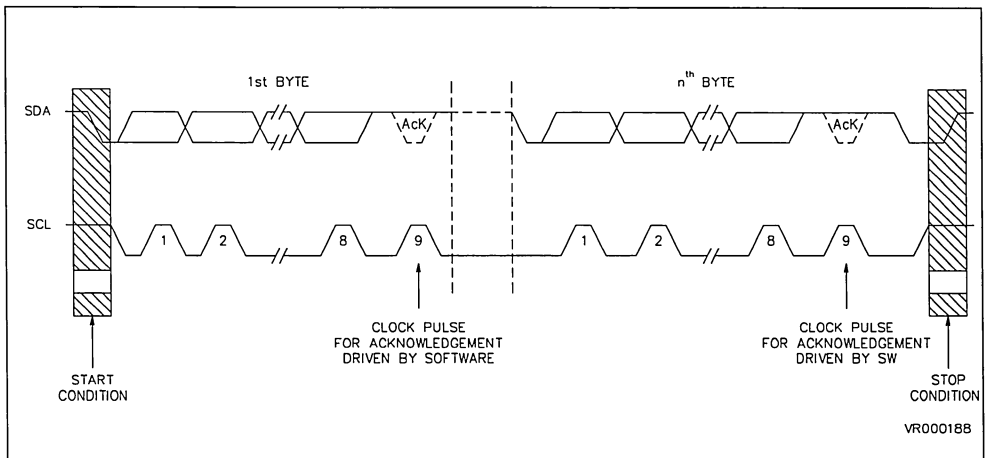 1st BYTE
nth BYTE
SDA
AcK
AcK
SCL
1
2
8
9
1
2
8
9
CLOCK PULSE
FOR ACKNOWLEDGEMENT
DRIVEN BY SOFTWARE
CLOCK PULSE
FOR ACKNOWLEDGEMENT
DRIVEN BY SW
START
CONDITION
STOP
CONDITION
VR000188